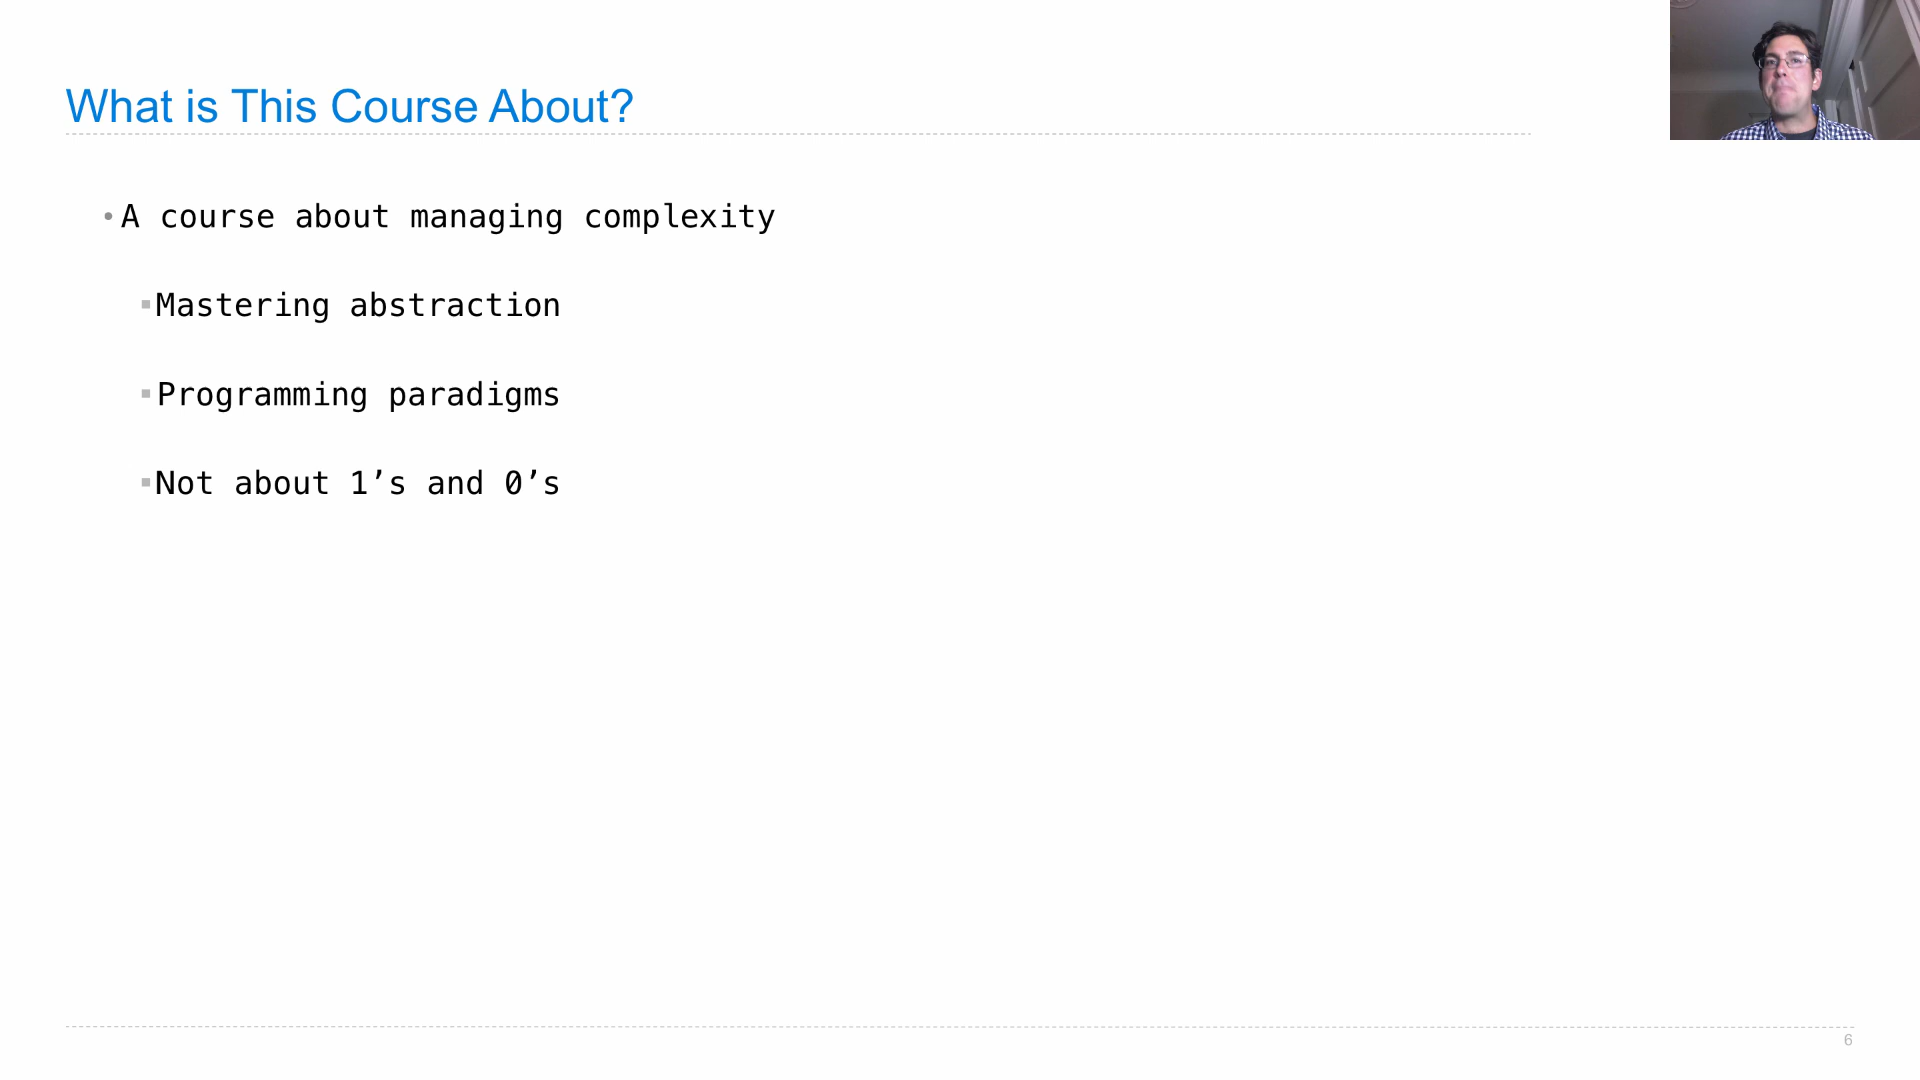 What is This Course About?
• A course about managing complexity
▪ Mastering abstraction
▪ Programming paradigms
▪ Not about 1’s and 0’s
6